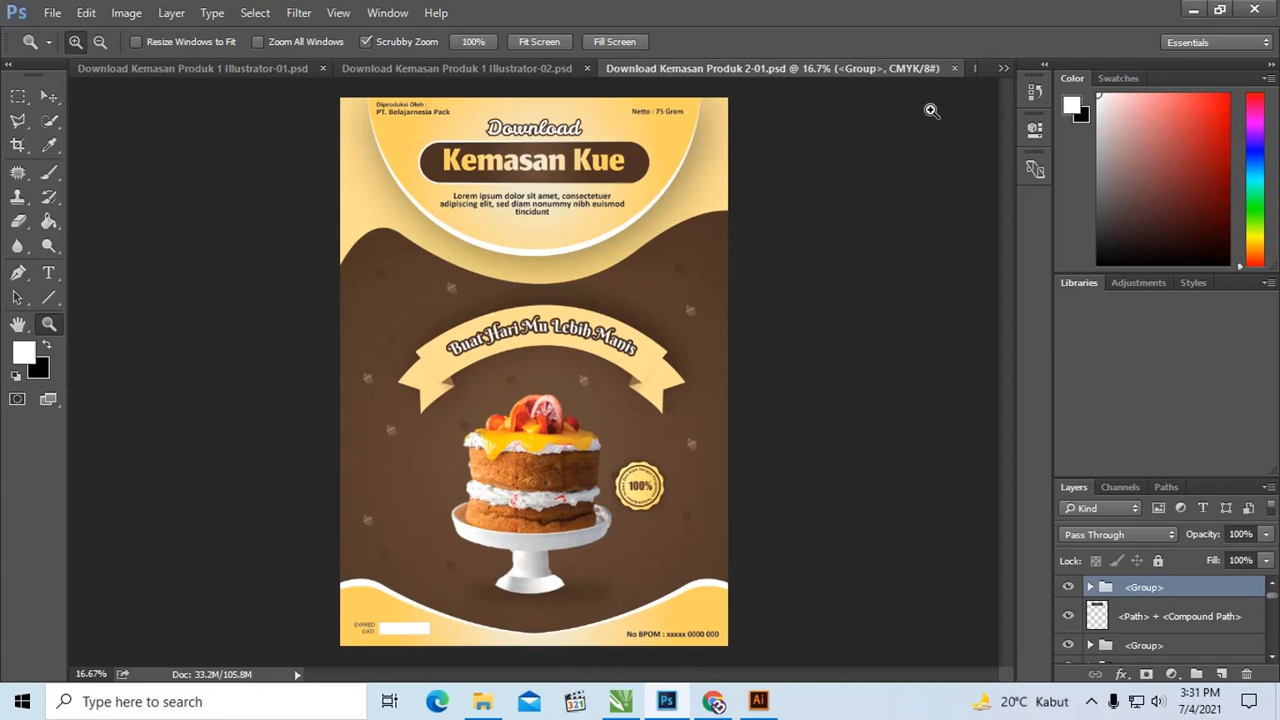 Ps File Edit Image Layer Type Select Filter View Window Help
Resize Windows to Fit Zoom All Windows Scrubby Zoom 100% Fit Screen Fill Screen Essentials
Download Kemasan Produk 1 Illustrator-01.psd × Download Kemasan Produk 1 Illustrator-02.psd × Download Kemasan Produk 2-01.psd @ 16.7% (<Group>, CMYK/8#) ×
Color Swatches
Diproduksi Oleh :
PT. Belajarnesia Pack
Netto : 75 Gram
Download
Kemasan Kue
Lorem ipsum dolor sit amet, consectetuer
adipiscing elit, sed diam nonummy nibh euismod
tincidunt
Buat Hari Mu Lebih Manis
100%
EXPIRED
DATE
No BPOM : xxxxx 0000 000
Libraries Adjustments Styles
Layers Channels Paths
Kind
Pass Through Opacity: 100%
Lock: Fill: 100%
<Group>
<Path> + <Compound Path>
<Group>
16.67% Doc: 33.2M/105.8M
Type here to search
321
Ps
Ai
20°C Kabut
3:31 PM
7/4/2021